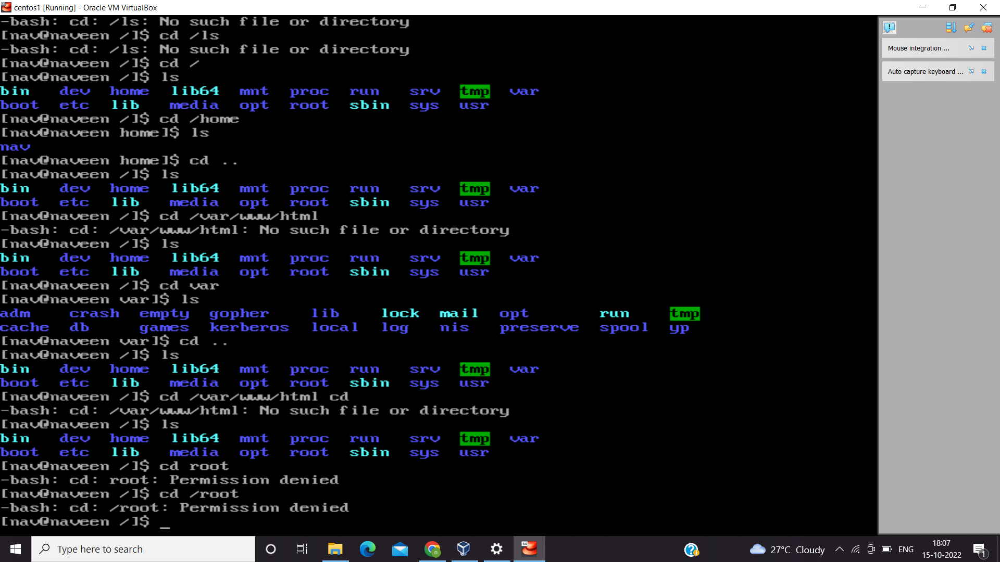 centos1 [Running] - Oracle VM VirtualBox
-bash: cd: /ls: No such file or directory
[nav@naveen /]$ cd /ls
-bash: cd: /ls: No such file or directory
[nav@naveen /]$ cd /
[nav@naveen /]$ ls
bin dev home lib64 mnt proc run srv tmp var
boot etc lib media opt root sbin sys usr
[nav@naveen /]$ cd /home
[nav@naveen home]$ ls
nav
[nav@naveen home]$ cd ..
[nav@naveen /]$ ls
bin dev home lib64 mnt proc run srv tmp var
boot etc lib media opt root sbin sys usr
[nav@naveen /]$ cd /var/www/html
-bash: cd: /var/www/html: No such file or directory
[nav@naveen /]$ ls
bin dev home lib64 mnt proc run srv tmp var
boot etc lib media opt root sbin sys usr
[nav@naveen /]$ cd var
[nav@naveen var]$ ls
adm crash empty gopher lib lock mail opt run tmp
cache db games kerberos local log nis preserve spool yp
[nav@naveen var]$ cd ..
[nav@naveen /]$ ls
bin dev home lib64 mnt proc run srv tmp var
boot etc lib media opt root sbin sys usr
[nav@naveen /]$ cd /var/www/html cd
-bash: cd: /var/www/html: No such file or directory
[nav@naveen /]$ ls
bin dev home lib64 mnt proc run srv tmp var
boot etc lib media opt root sbin sys usr
[nav@naveen /]$ cd root
-bash: cd: root: Permission denied
[nav@naveen /]$ cd /root
-bash: cd: /root: Permission denied
[nav@naveen /]$ _
Mouse integration ...
Auto capture keyboard ...
Type here to search
64
27°C Cloudy
ENG
18:07
15-10-2022
1